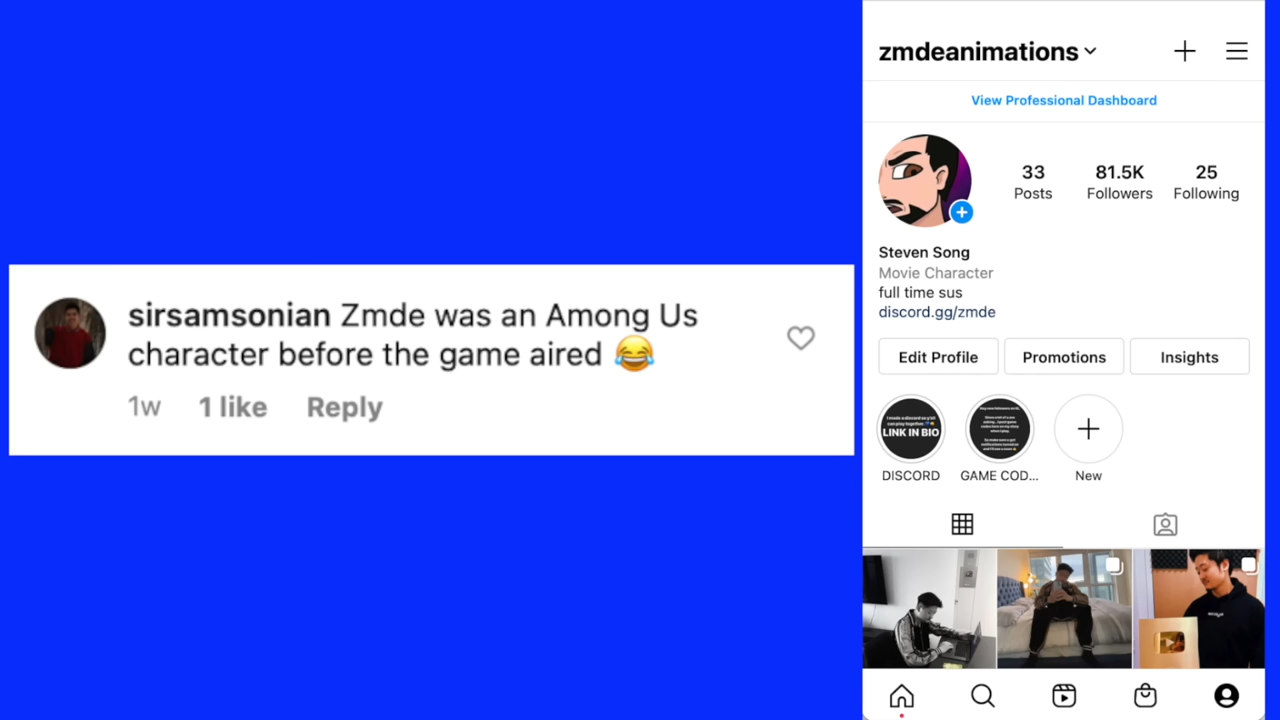 sirsamsonian Zmde was an Among Us
character before the game aired 😂
1w 1 like Reply
zmdeanimations
View Professional Dashboard
33 81.5K 25
Posts Followers Following
Steven Song
Movie Character
full time sus
discord.gg/zmde
Edit Profile Promotions Insights
LINK IN BIO
DISCORD GAME COD... New